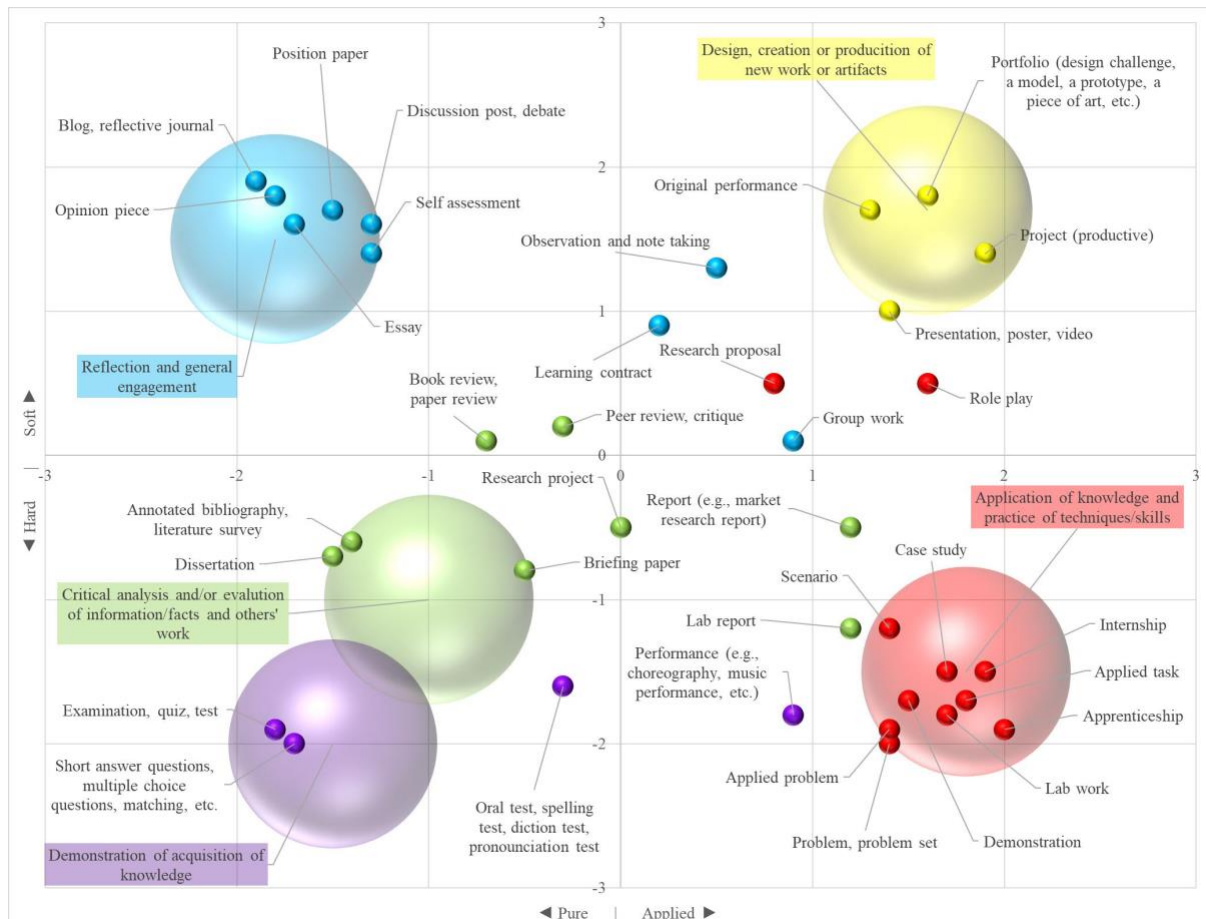 3
Position paper
Design, creation or producition of
new work or artifacts
Portfolio (design challenge,
a model, a prototype, a
piece of art, etc.)
Discussion post, debate
Blog, reflective journal
2
Original performance
Opinion piece
Self assessment
Observation and note taking
Project (productive)
Essay
1
Presentation, poster, video
Research proposal
Reflection and general
engagement
Learning contract
Book review,
paper review
Role play
Peer review, critique
Group work
Soft ▶
0
-3
-2
-1
0
1
2
3
|
◀ Hard
Research project
Report (e.g., market
research report)
Application of knowledge and
practice of techniques/skills
Annotated bibliography,
literature survey
Case study
Dissertation
Briefing paper
Scenario
Critical analysis and/or evalution
of information/facts and others'
work
-1
Lab report
Internship
Performance (e.g.,
choreography, music
performance, etc.)
Applied task
Examination, quiz, test
Apprenticeship
-2
Short answer questions,
multiple choice
questions, matching, etc.
Applied problem
Lab work
Oral test, spelling
test, diction test,
pronounciation test
Problem, problem set
Demonstration
Demonstration of acquisition of
knowledge
-3
◀ Pure | Applied ▶